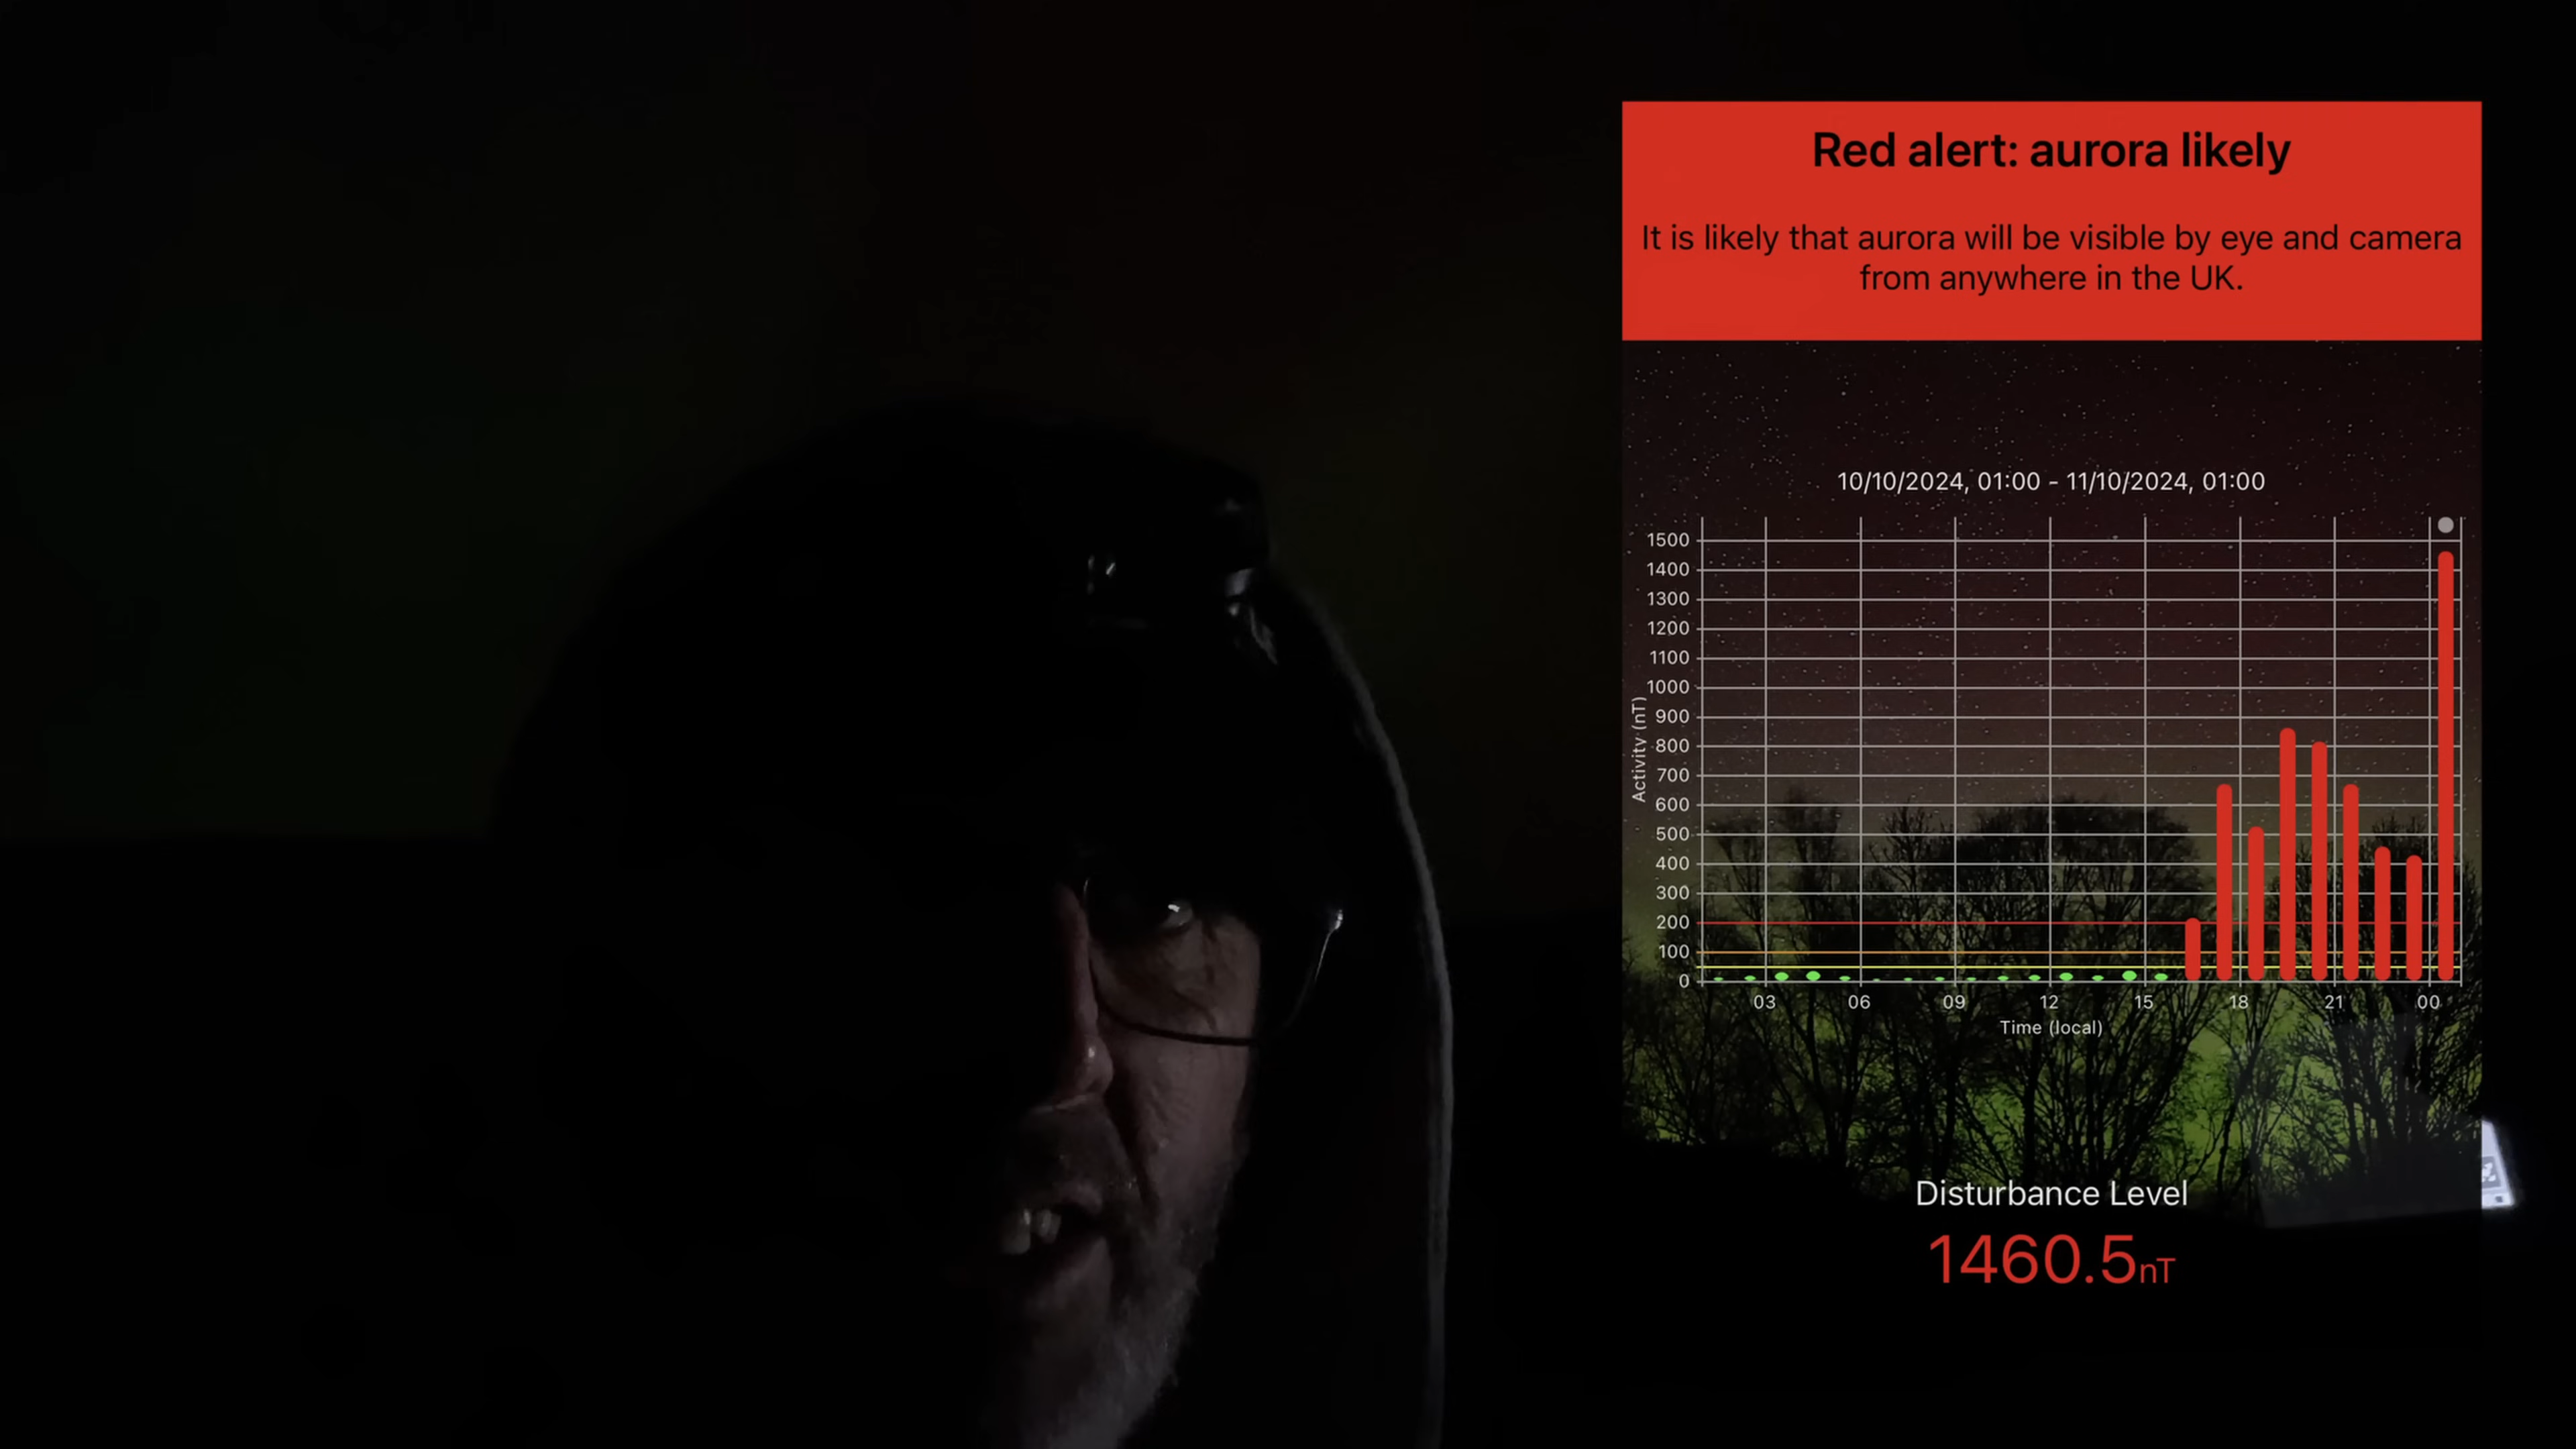 Red alert: aurora likely
It is likely that aurora will be visible by eye and camera
from anywhere in the UK.
10/10/2024, 01:00 - 11/10/2024, 01:00
1500
1400
1300
1200
1100
1000
900
800
700
600
500
400
300
200
100
0
Activity (nT)
03 06 09 12 15 18 21 00
Time (local)
Disturbance Level
1460.5nT